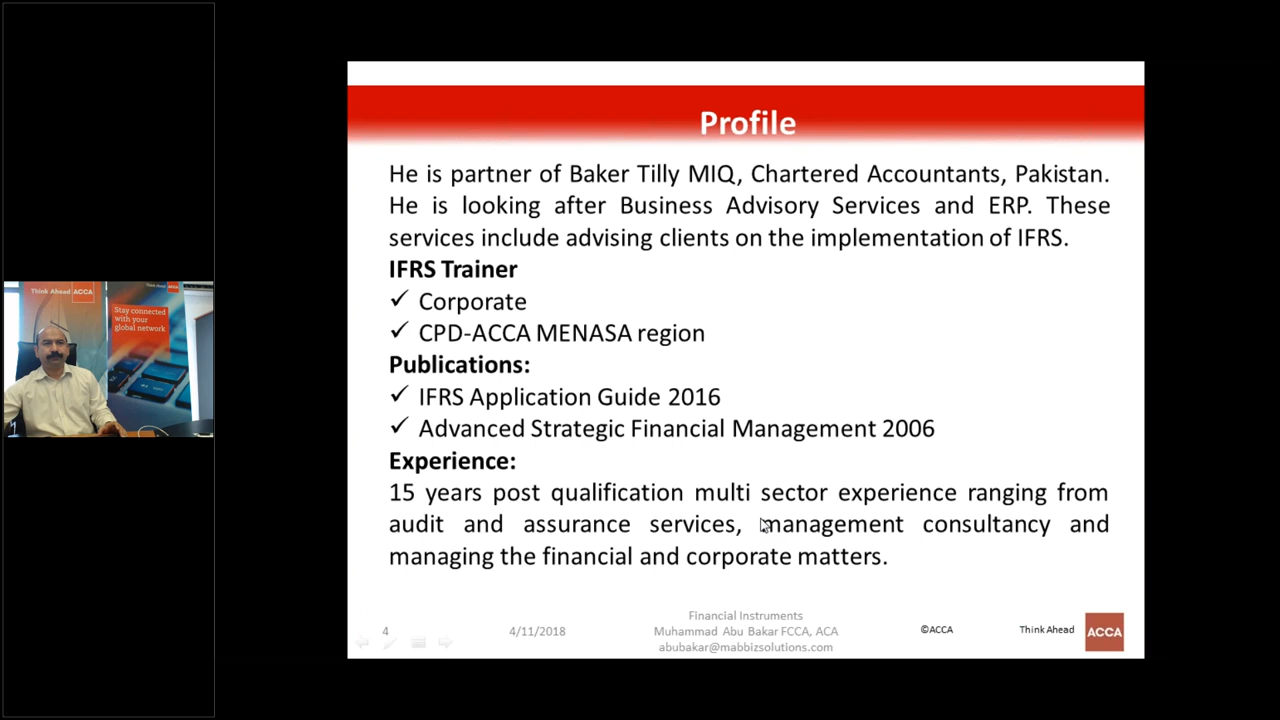 Think Ahead ACCA
Think Ahead
Stay connected
with your
global network
Profile
He is partner of Baker Tilly MIQ, Chartered Accountants, Pakistan.
He is looking after Business Advisory Services and ERP. These
services include advising clients on the implementation of IFRS.
IFRS Trainer
✓ Corporate
✓ CPD-ACCA MENASA region
Publications:
✓ IFRS Application Guide 2016
✓ Advanced Strategic Financial Management 2006
Experience:
15 years post qualification multi sector experience ranging from
audit and assurance services, management consultancy and
managing the financial and corporate matters.
4
4/11/2018
Financial Instruments
Muhammad Abu Bakar FCCA, ACA
abubakar@mabbizsolutions.com
©ACCA
Think Ahead ACCA